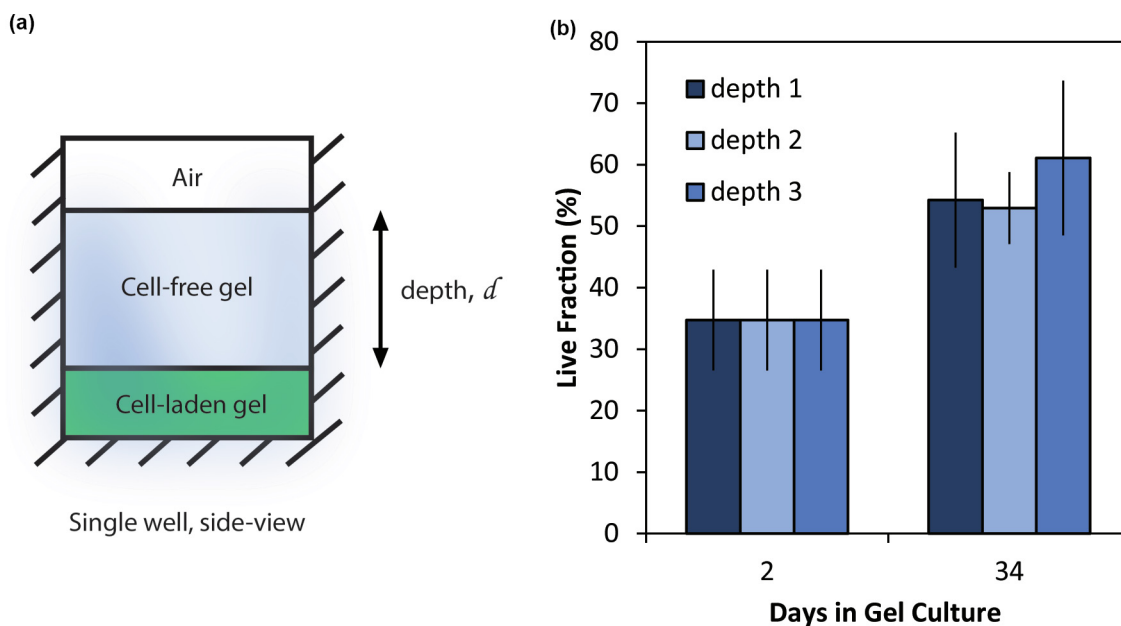 (a)
Air
Cell-free gel
depth, d
Cell-laden gel
Single well, side-view
(b)
80
70
60
50
40
30
20
10
0
Live Fraction (%)
depth 1
depth 2
depth 3
2
34
Days in Gel Culture